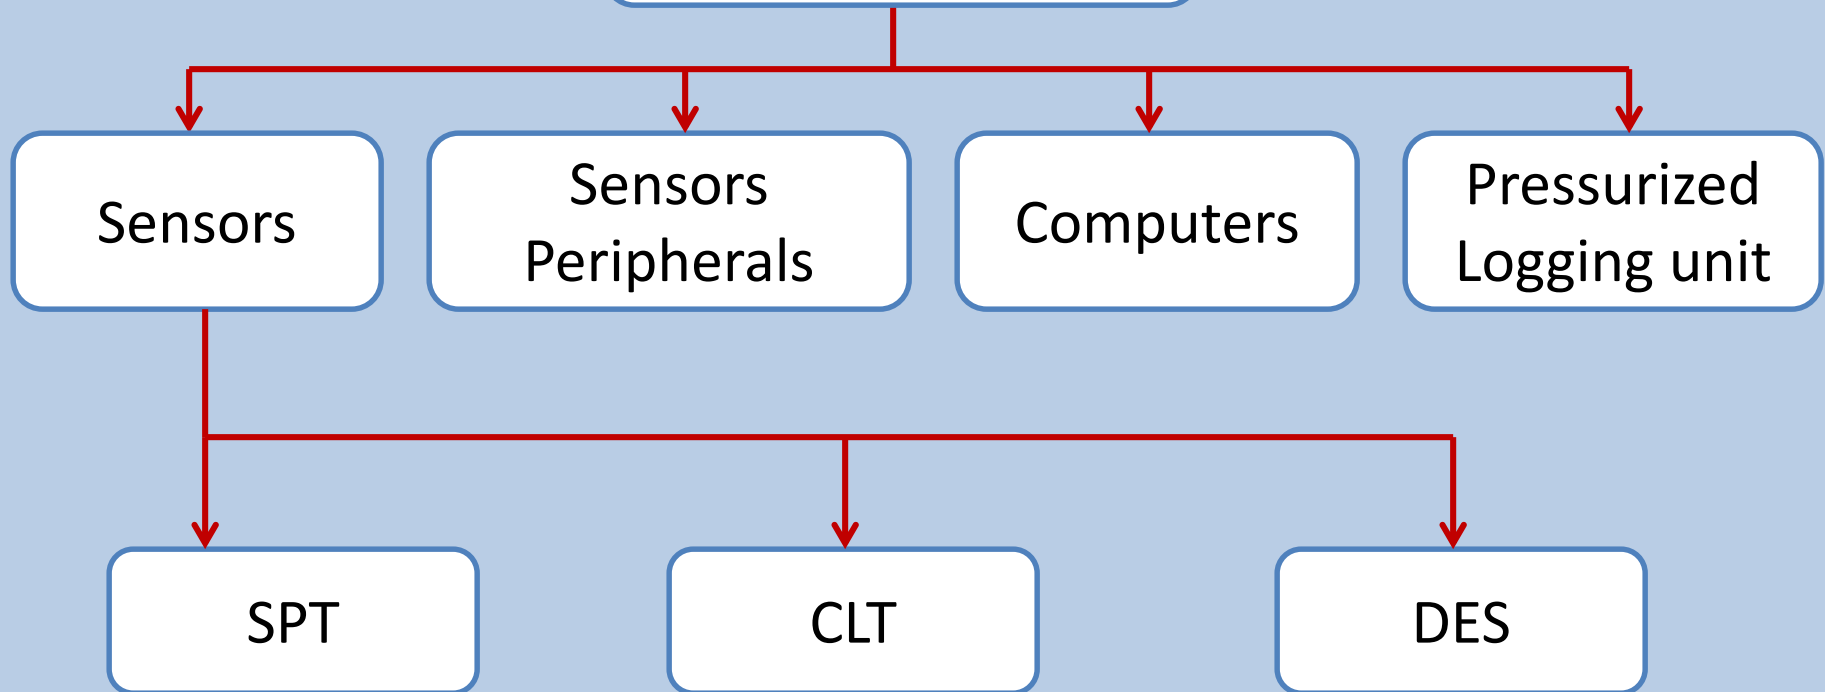 Sensors
Sensors
Peripherals
Computers
Pressurized
Logging unit
SPT
CLT
DES